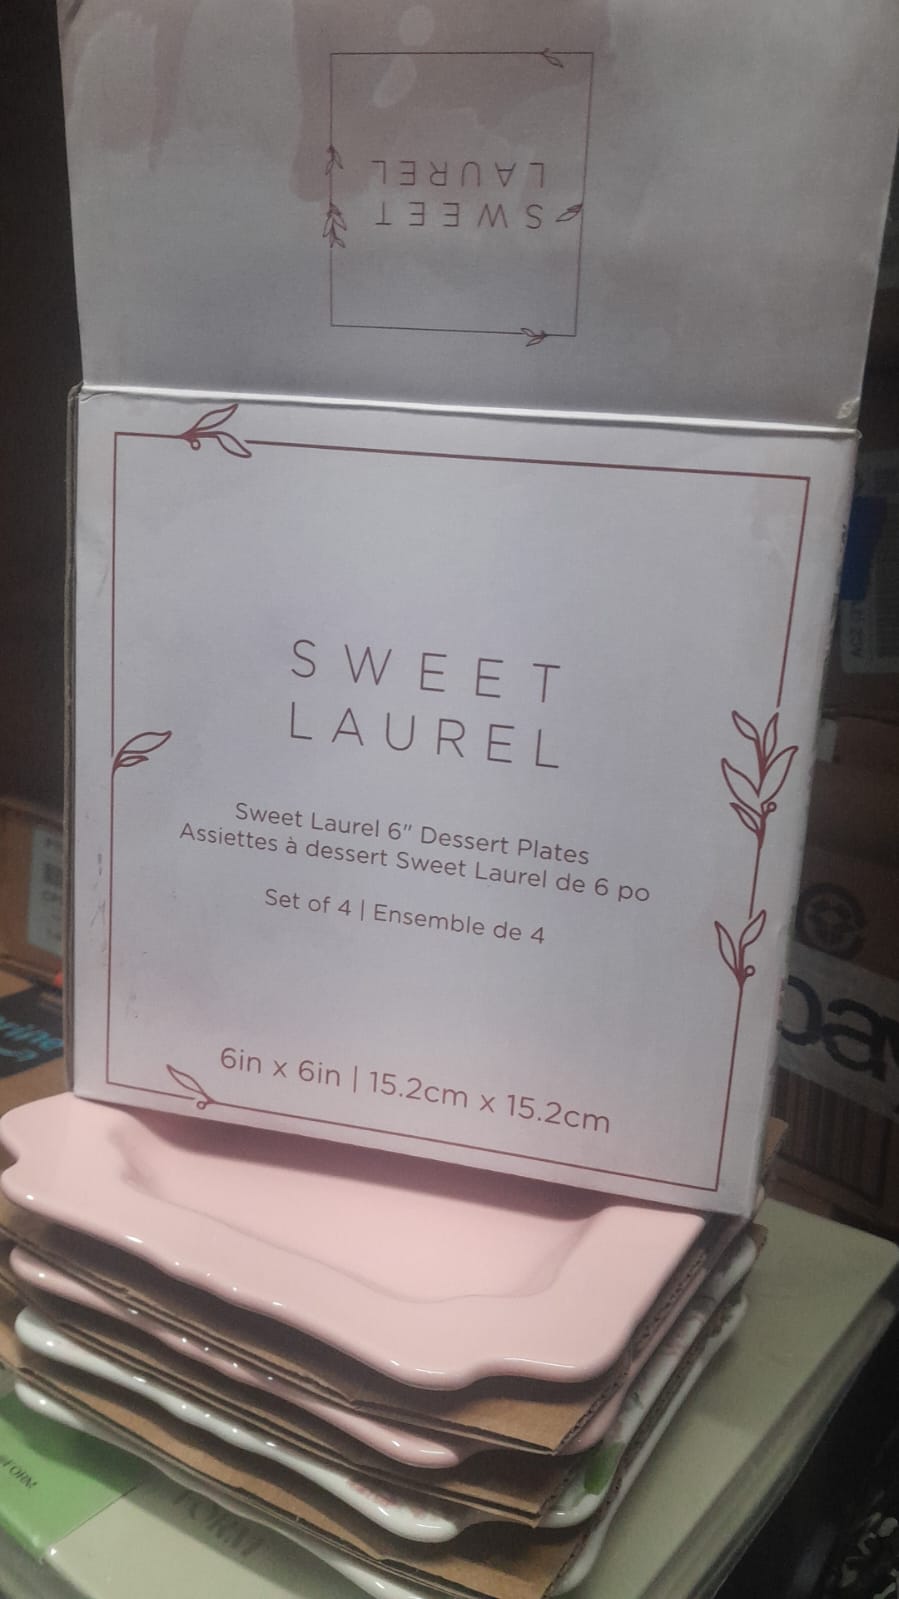 SWEET
LAUREL
SWEET
LAUREL
Sweet Laurel 6" Dessert Plates
Assiettes à dessert Sweet Laurel de 6 po
Set of 4 | Ensemble de 4
6in x 6in | 15.2cm x 15.2cm
FORM